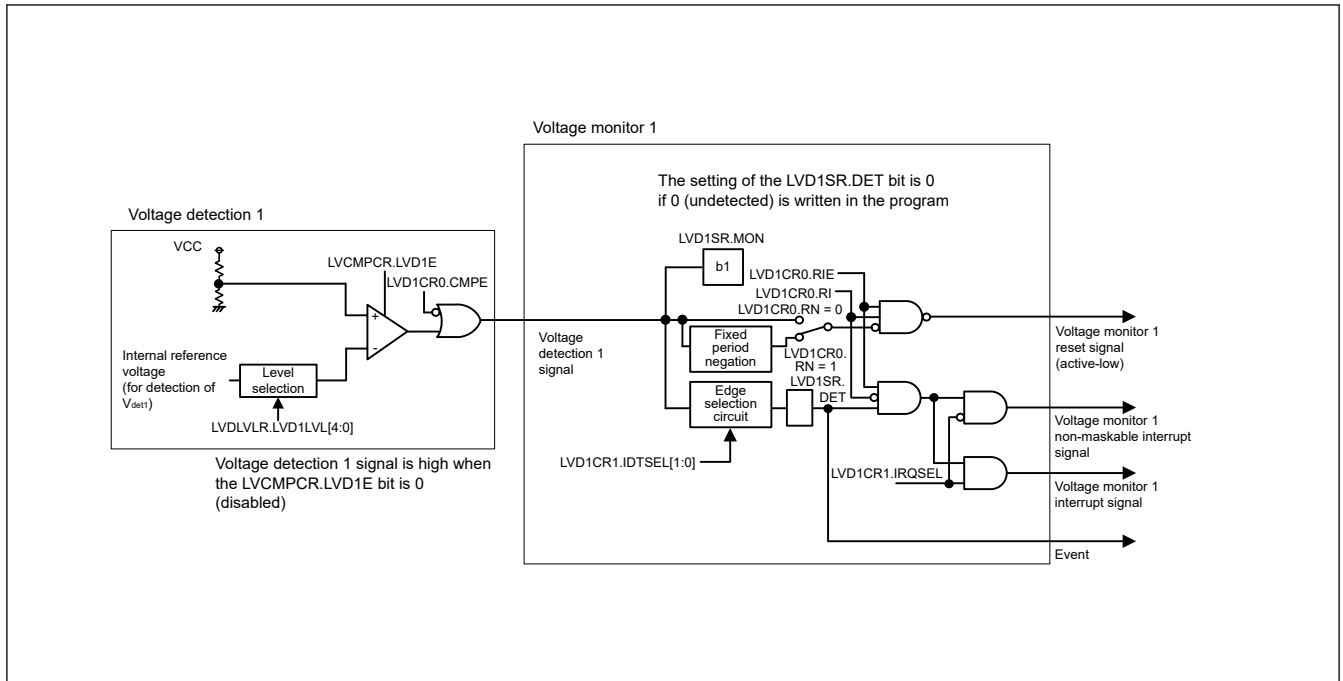 Voltage monitor 1
The setting of the LVD1SR.DET bit is 0
if 0 (undetected) is written in the program
Voltage detection 1
VCC
LVCMPCR.LVD1E
LVD1CR0.CMPE
+
-
Internal reference
voltage
(for detection of
Vdet1)
Level
selection
LVDLVLR.LVD1LVL[4:0]
Voltage detection 1 signal is high when
the LVCMPCR.LVD1E bit is 0
(disabled)
Voltage
detection 1
signal
LVD1SR.MON
b1
LVD1CR0.RIE
LVD1CR0.RI
LVD1CR0.RN = 0
Fixed
period
negation
LVD1CR0.
RN = 1
LVD1SR.
DET
Edge
selection
circuit
LVD1CR1.IDTSEL[1:0]
LVD1CR1.IRQSEL
Voltage monitor 1
reset signal
(active-low)
Voltage monitor 1
non-maskable interrupt
signal
Voltage monitor 1
interrupt signal
Event